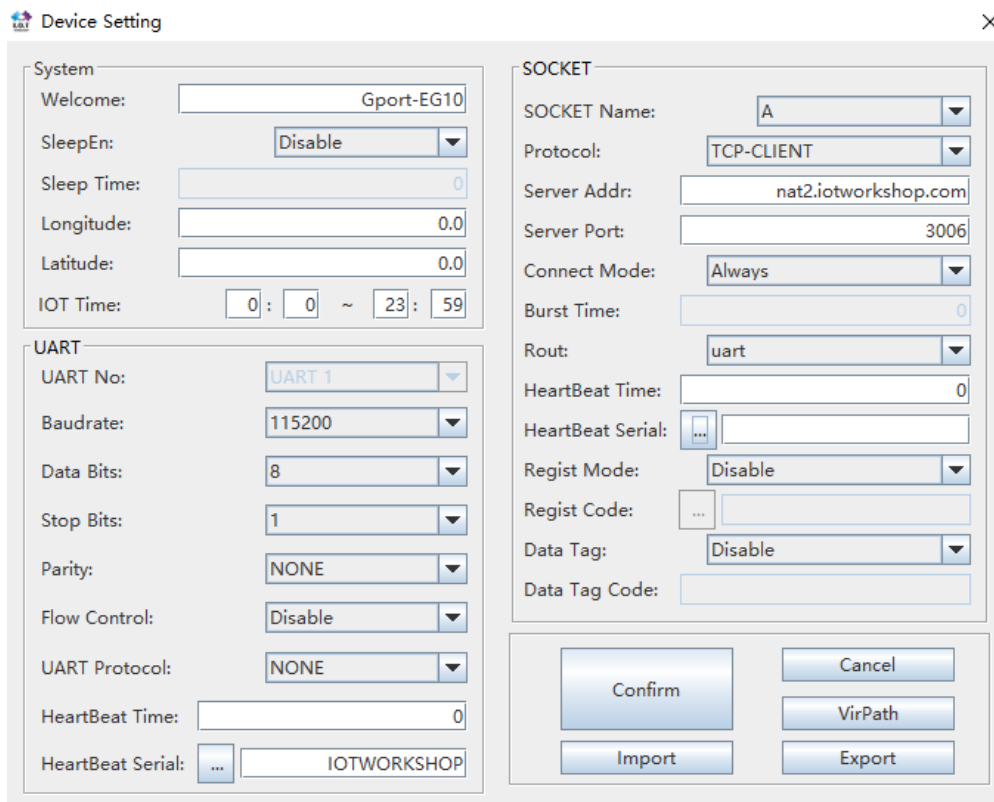 Device Setting
System
Welcome: Gport-EG10
SleepEn: Disable
Sleep Time: 0
Longitude: 0.0
Latitude: 0.0
IOT Time: 0 : 0 ~ 23 : 59
UART
UART No: UART 1
Baudrate: 115200
Data Bits: 8
Stop Bits: 1
Parity: NONE
Flow Control: Disable
UART Protocol: NONE
HeartBeat Time: 0
HeartBeat Serial: ... IOTWORKSHOP
SOCKET
SOCKET Name: A
Protocol: TCP-CLIENT
Server Addr: nat2.iotworkshop.com
Server Port: 3006
Connect Mode: Always
Burst Time: 0
Rout: uart
HeartBeat Time: 0
HeartBeat Serial: ...
Regist Mode: Disable
Regist Code: ...
Data Tag: Disable
Data Tag Code:
Confirm
Cancel
VirPath
Import
Export